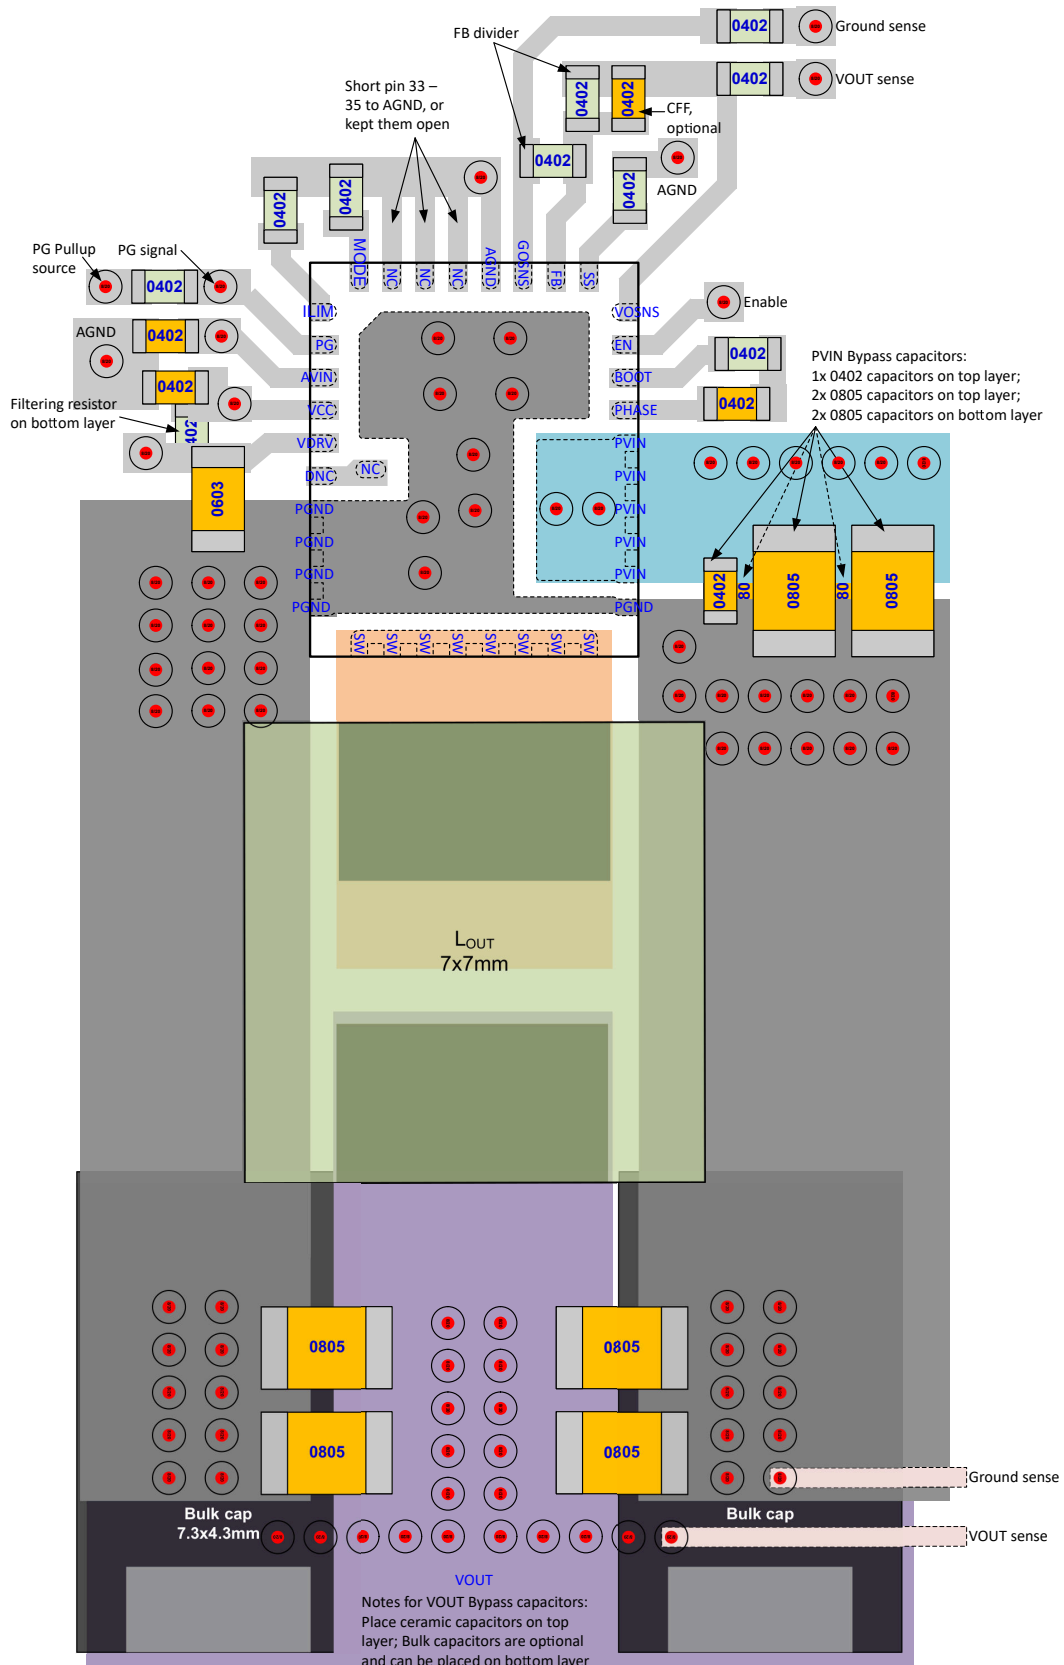 0402
Ground sense
FB divider
0402
VOUT sense
0402
0402
CFF,
optional
Short pin 33 –
35 to AGND, or
kept them open
0402
0402
AGND
0402
0402
MODE
NC
NC
NC
AGND
GOSNS
FB
SS
PG Pullup
source
PG signal
0402
ILIM
VOSNS
Enable
AGND
0402
PG
EN
0402
AVIN
BOOT
0402
Filtering resistor
on bottom layer
VCC
PHASE
0402
PVIN Bypass capacitors:
1x 0402 capacitors on top layer;
2x 0805 capacitors on top layer;
2x 0805 capacitors on bottom layer
402
VDRV
PVIN
DNC
NC
PVIN
0603
PGND
PVIN
PGND
PVIN
PGND
PVIN
PGND
PGND
0402
80
0805
80
0805
SW
SW
SW
SW
SW
SW
SW
SW
LOUT
7x7mm
0805
0805
0805
0805
Ground sense
Bulk cap
7.3x4.3mm
Bulk cap
VOUT sense
VOUT
Notes for VOUT Bypass capacitors:
Place ceramic capacitors on top
layer; Bulk capacitors are optional
and can be placed on bottom layer